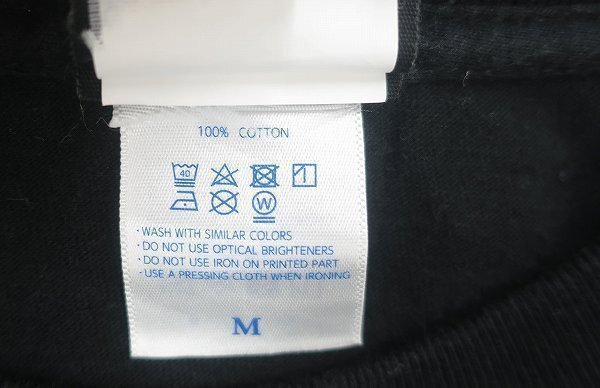 100% COTTON
40
W
· WASH WITH SIMILAR COLORS
· DO NOT USE OPTICAL BRIGHTENERS
· DO NOT USE IRON ON PRINTED PART
· USE A PRESSING CLOTH WHEN IRONING
M